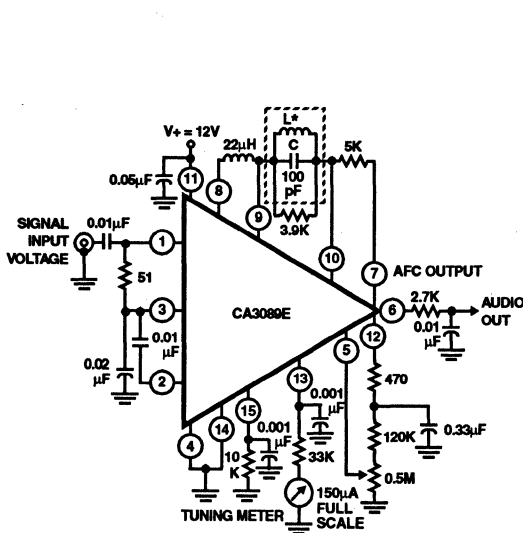 V+ = 12V
L*
22µH
C
100
pF
5K
0.05µF
11
8
9
3.9K
10
7
SIGNAL
INPUT
VOLTAGE
0.01µF
1
51
3
0.01
µF
0.02
µF
2
CA3089E
AFC OUTPUT
6
2.7K
AUDIO
OUT
0.01
µF
5
12
13
470
4
14
15
0.001
µF
0.001
µF
10
K
33K
120K
0.33µF
0.5M
TUNING METER
150µA
FULL
SCALE